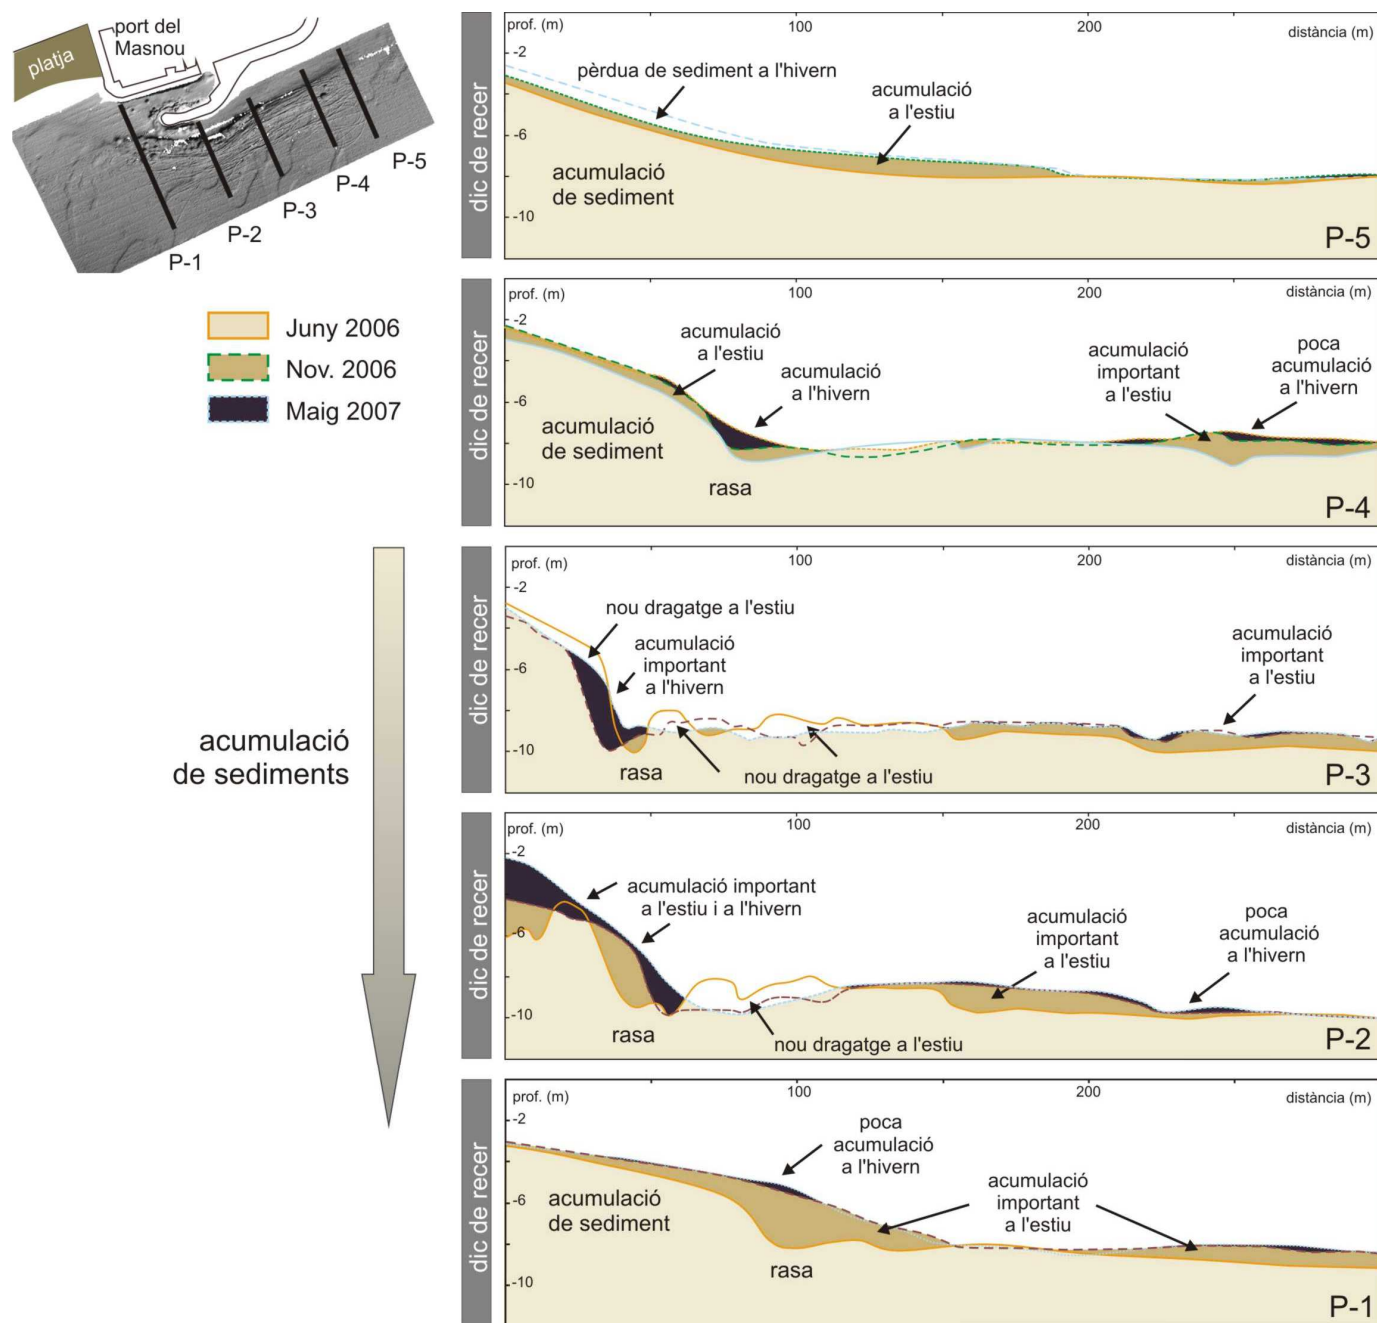 platja
port del
Masnou
P-1
P-2
P-3
P-4
P-5
Juny 2006
Nov. 2006
Maig 2007
acumulació
de sediments
dic de recer
prof. (m)
100
200
distància (m)
-2
-6
-10
pèrdua de sediment a l'hivern
acumulació
a l'estiu
acumulació
de sediment
P-5
dic de recer
prof. (m)
100
200
distància (m)
-2
-6
-10
acumulació
a l'estiu
acumulació
a l'hivern
acumulació
important
a l'estiu
poca
acumulació
a l'hivern
acumulació
de sediment
rasa
P-4
dic de recer
prof. (m)
100
200
distància (m)
-2
-6
-10
nou dragatge a l'estiu
acumulació
important
a l'hivern
acumulació
important
a l'estiu
rasa
nou dragatge a l'estiu
P-3
dic de recer
prof. (m)
100
200
distància (m)
-2
-6
-10
acumulació important
a l'estiu i a l'hivern
acumulació
important
a l'estiu
poca
acumulació
a l'hivern
rasa
nou dragatge a l'estiu
P-2
dic de recer
prof. (m)
100
200
distància (m)
-2
-6
-10
poca
acumulació
a l'hivern
acumulació
important
a l'estiu
acumulació
de sediment
rasa
P-1